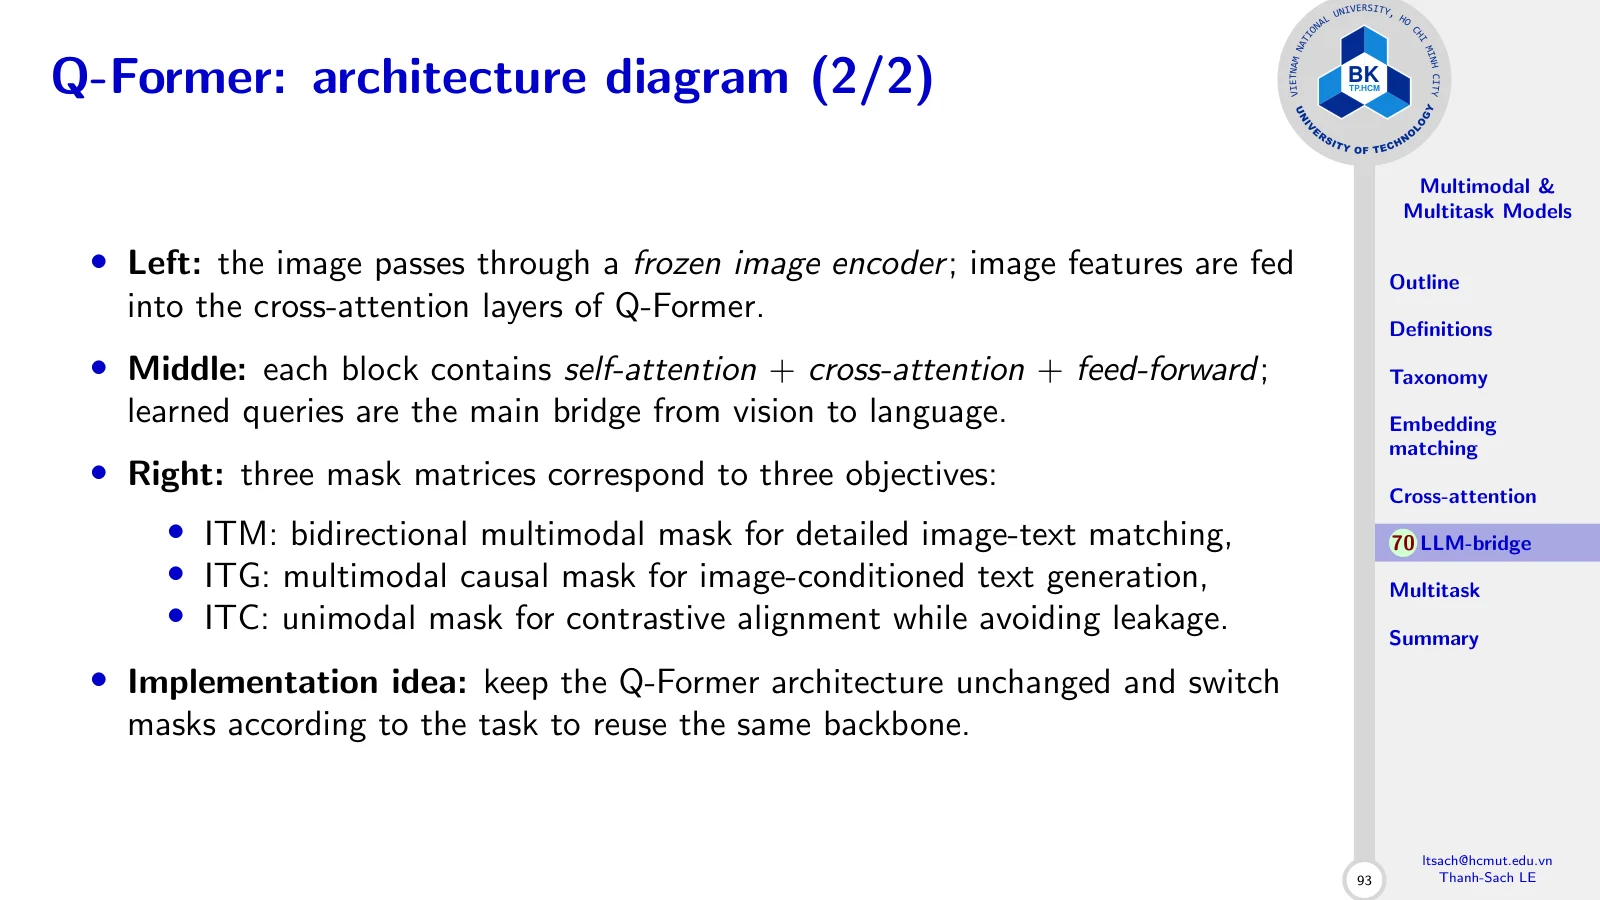 Q-Former: architecture diagram (2/2)
• Left: the image passes through a frozen image encoder; image features are fed
into the cross-attention layers of Q-Former.
• Middle: each block contains self-attention + cross-attention + feed-forward;
learned queries are the main bridge from vision to language.
• Right: three mask matrices correspond to three objectives:
• ITM: bidirectional multimodal mask for detailed image-text matching,
• ITG: multimodal causal mask for image-conditioned text generation,
• ITC: unimodal mask for contrastive alignment while avoiding leakage.
• Implementation idea: keep the Q-Former architecture unchanged and switch
masks according to the task to reuse the same backbone.
VIETNAM NATIONAL UNIVERSITY, HO CHI MINH CITY
BK
TP.HCM
UNIVERSITY OF TECHNOLOGY
Multimodal &
Multitask Models
Outline
Definitions
Taxonomy
Embedding
matching
Cross-attention
70 LLM-bridge
Multitask
Summary
ltsach@hcmut.edu.vn
Thanh-Sach LE
93